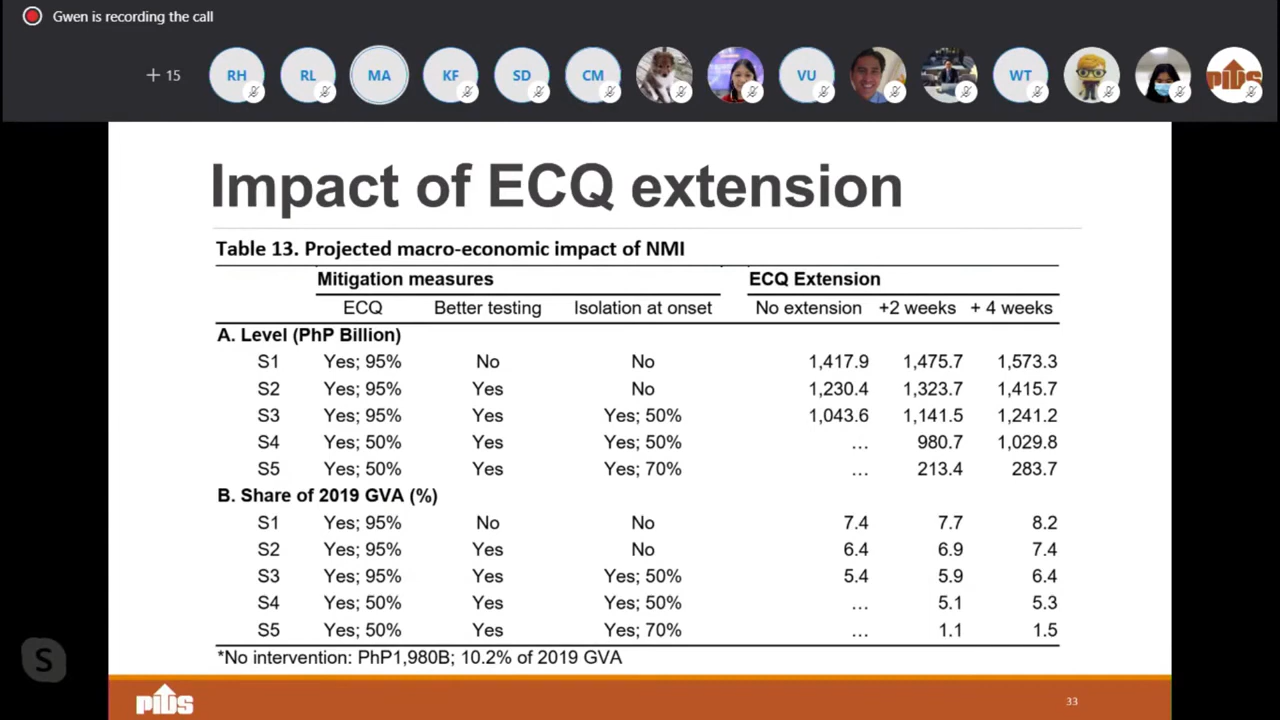 Gwen is recording the call
+ 15 RH RL MA KF SD CM VU WT PIDS
Impact of ECQ extension
Table 13. Projected macro-economic impact of NMI
Mitigation measures ECQ Extension
ECQ Better testing Isolation at onset No extension +2 weeks + 4 weeks
A. Level (PhP Billion)
S1 Yes; 95% No No 1,417.9 1,475.7 1,573.3
S2 Yes; 95% Yes No 1,230.4 1,323.7 1,415.7
S3 Yes; 95% Yes Yes; 50% 1,043.6 1,141.5 1,241.2
S4 Yes; 50% Yes Yes; 50% … 980.7 1,029.8
S5 Yes; 50% Yes Yes; 70% … 213.4 283.7
B. Share of 2019 GVA (%)
S1 Yes; 95% No No 7.4 7.7 8.2
S2 Yes; 95% Yes No 6.4 6.9 7.4
S3 Yes; 95% Yes Yes; 50% 5.4 5.9 6.4
S4 Yes; 50% Yes Yes; 50% … 5.1 5.3
S5 Yes; 50% Yes Yes; 70% … 1.1 1.5
*No intervention: PhP1,980B; 10.2% of 2019 GVA
S
PIDS 33